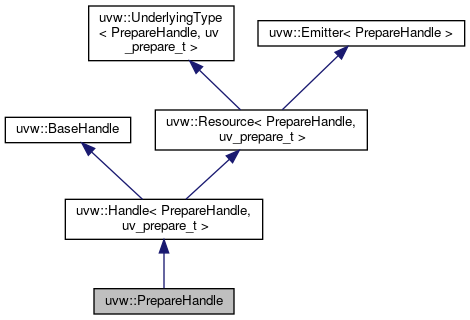 uvw::UnderlyingType
< PrepareHandle, uv
_prepare_t >
uvw::Emitter< PrepareHandle >
uvw::BaseHandle
uvw::Resource< PrepareHandle,
uv_prepare_t >
uvw::Handle< PrepareHandle,
uv_prepare_t >
uvw::PrepareHandle